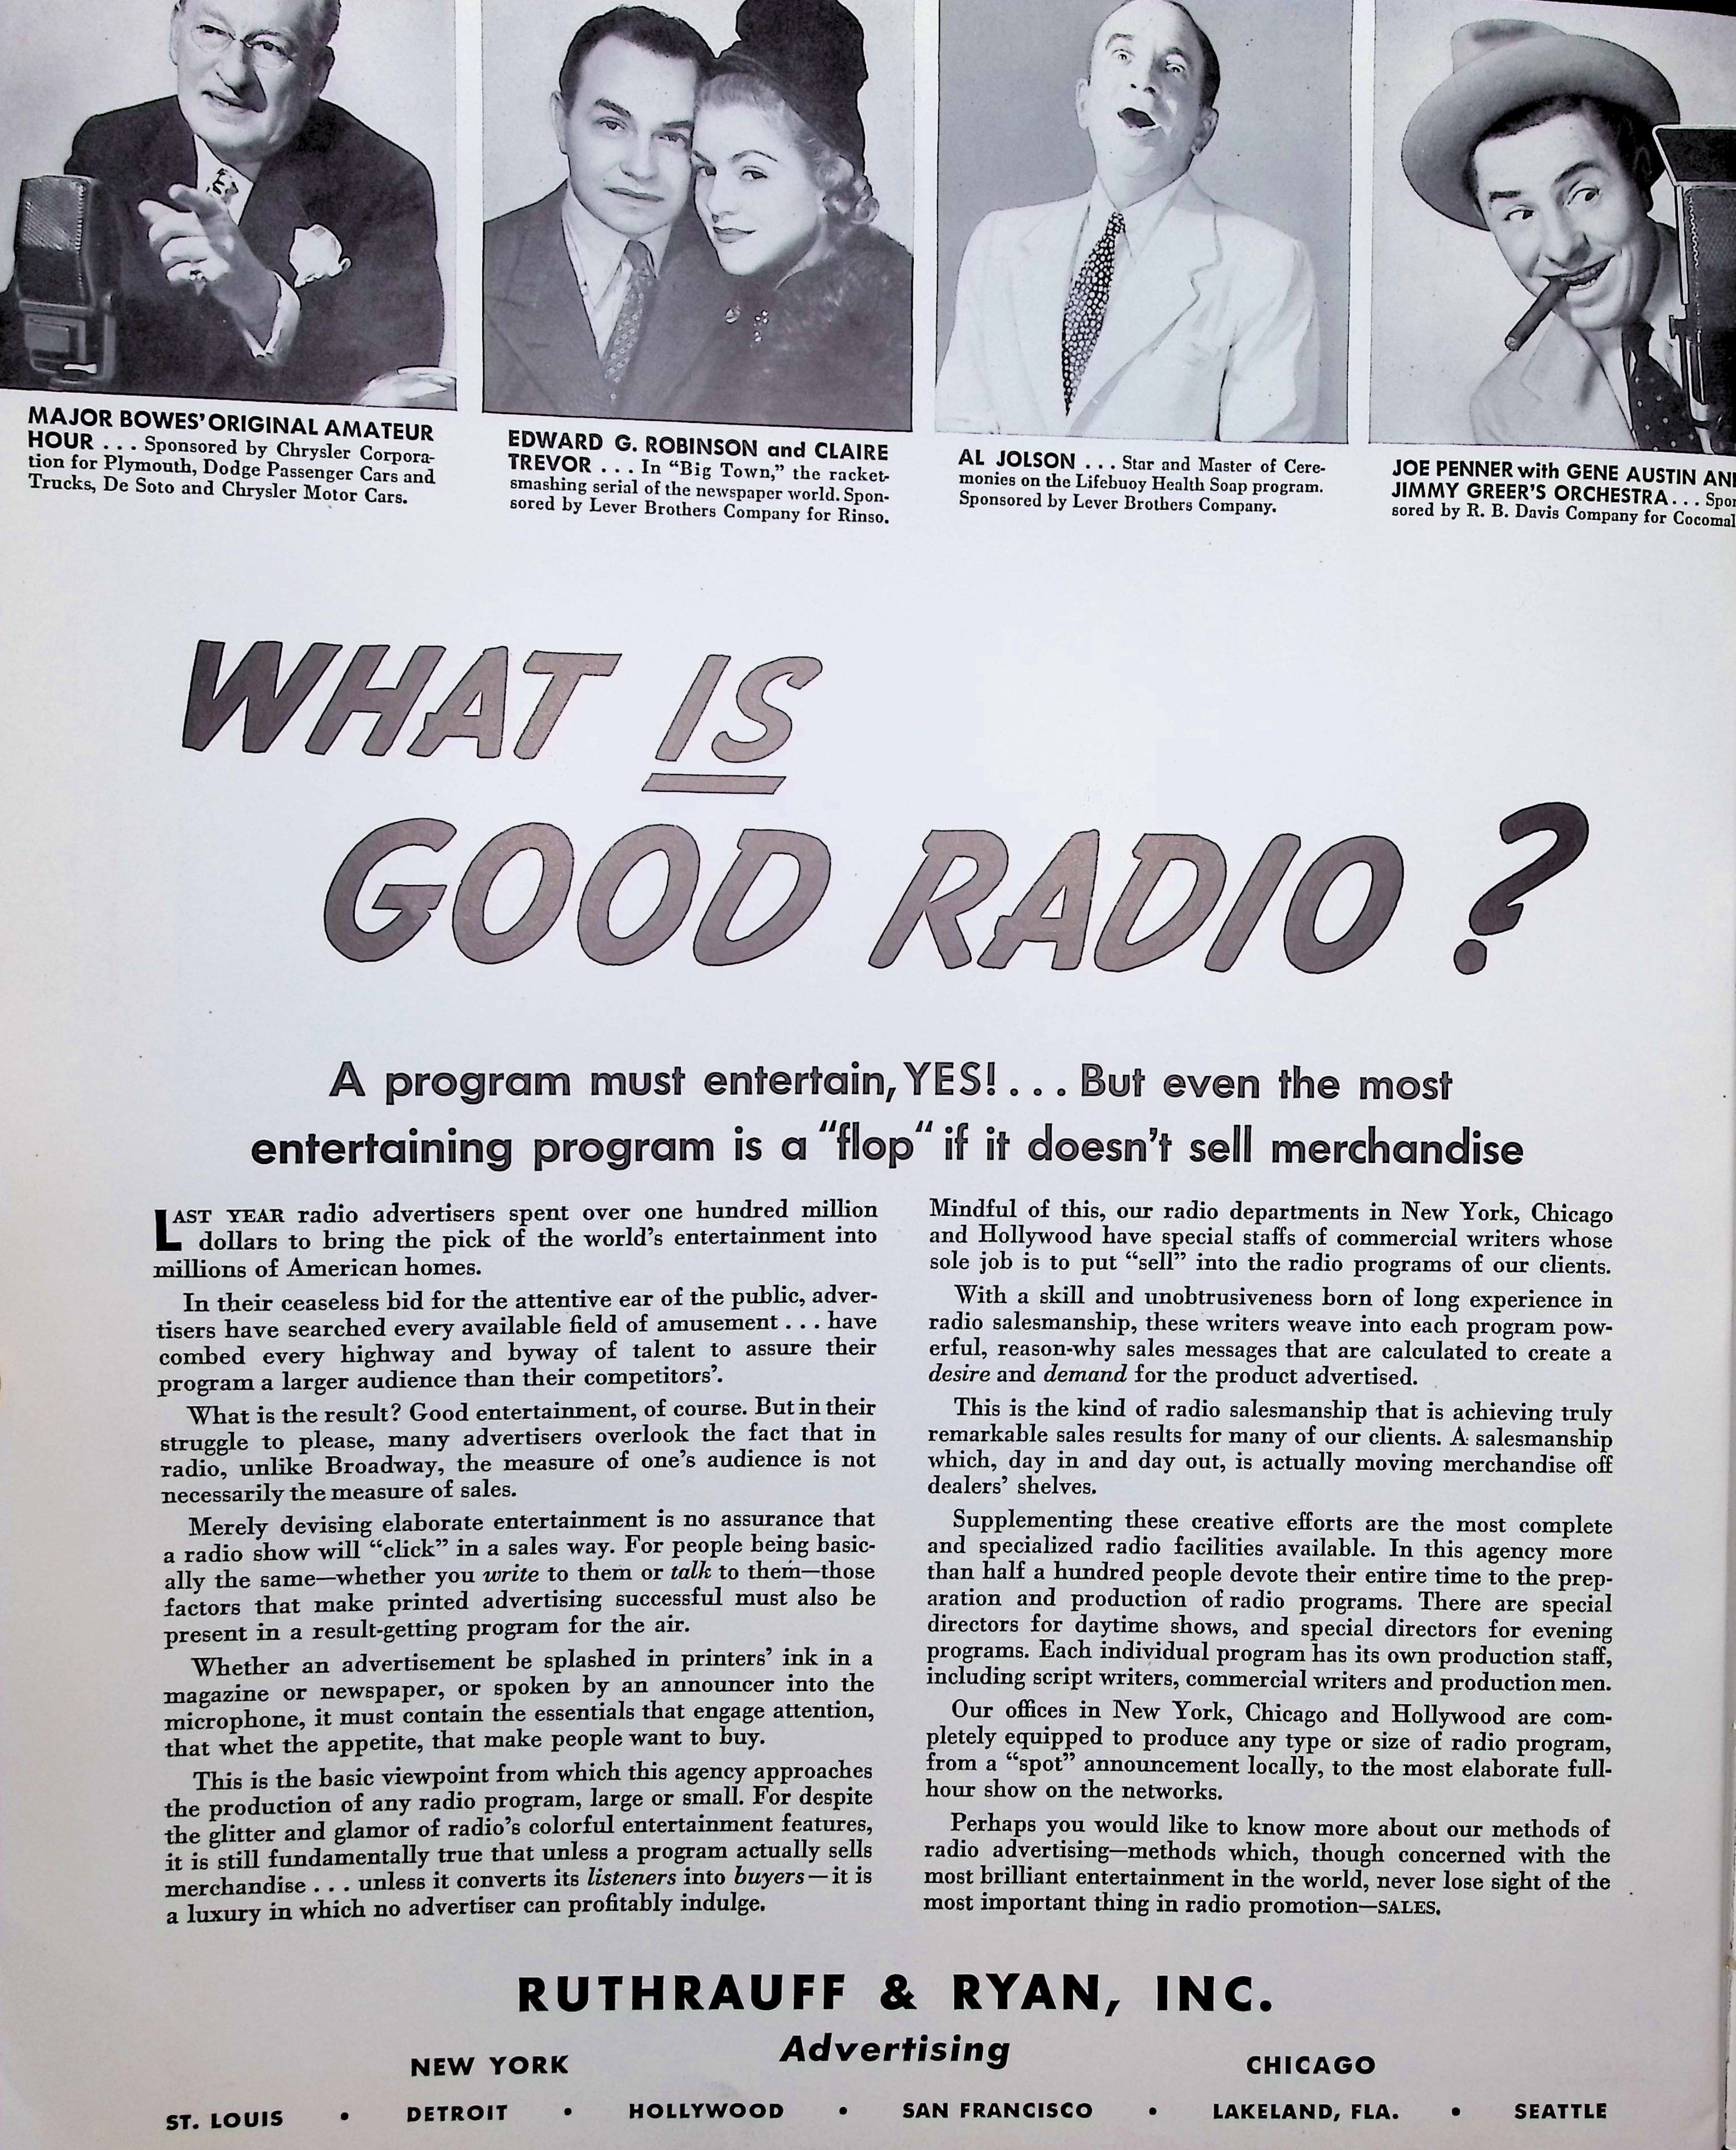 MAJOR BOWES' ORIGINAL AMATEUR
HOUR . . . Sponsored by Chrysler Corpora-
tion for Plymouth, Dodge Passenger Cars and
Trucks, De Soto and Chrysler Motor Cars.
EDWARD G. ROBINSON and CLAIRE
TREVOR . . . In "Big Town," the racket-
smashing serial of the newspaper world. Spon-
sored by Lever Brothers Company for Rinso.
AL JOLSON . . . Star and Master of Cere-
monies on the Lifebuoy Health Soap program.
Sponsored by Lever Brothers Company.
JOE PENNER with GENE AUSTIN AN
JIMMY GREER'S ORCHESTRA . . . Spo
sored by R. B. Davis Company for Cocomal
WHAT IS
GOOD RADIO ?
A program must entertain, YES! . . . But even the most
entertaining program is a "flop" if it doesn't sell merchandise
LAST YEAR radio advertisers spent over one hundred million
dollars to bring the pick of the world's entertainment into
millions of American homes.
In their ceaseless bid for the attentive ear of the public, adver-
tisers have searched every available field of amusement . . . have
combed every highway and byway of talent to assure their
program a larger audience than their competitors'.
What is the result? Good entertainment, of course. But in their
struggle to please, many advertisers overlook the fact that in
radio, unlike Broadway, the measure of one's audience is not
necessarily the measure of sales.
Merely devising elaborate entertainment is no assurance that
a radio show will "click" in a sales way. For people being basic-
ally the same—whether you write to them or talk to them—those
factors that make printed advertising successful must also be
present in a result-getting program for the air.
Whether an advertisement be splashed in printers' ink in a
magazine or newspaper, or spoken by an announcer into the
microphone, it must contain the essentials that engage attention,
that whet the appetite, that make people want to buy.
This is the basic viewpoint from which this agency approaches
the production of any radio program, large or small. For despite
the glitter and glamor of radio's colorful entertainment features,
it is still fundamentally true that unless a program actually sells
merchandise . . . unless it converts its listeners into buyers—it is
a luxury in which no advertiser can profitably indulge.
Mindful of this, our radio departments in New York, Chicago
and Hollywood have special staffs of commercial writers whose
sole job is to put "sell" into the radio programs of our clients.
With a skill and unobtrusiveness born of long experience in
radio salesmanship, these writers weave into each program pow-
erful, reason-why sales messages that are calculated to create a
desire and demand for the product advertised.
This is the kind of radio salesmanship that is achieving truly
remarkable sales results for many of our clients. A salesmanship
which, day in and day out, is actually moving merchandise off
dealers' shelves.
Supplementing these creative efforts are the most complete
and specialized radio facilities available. In this agency more
than half a hundred people devote their entire time to the prep-
aration and production of radio programs. There are special
directors for daytime shows, and special directors for evening
programs. Each individual program has its own production staff,
including script writers, commercial writers and production men.
Our offices in New York, Chicago and Hollywood are com-
pletely equipped to produce any type or size of radio program,
from a "spot" announcement locally, to the most elaborate full-
hour show on the networks.
Perhaps you would like to know more about our methods of
radio advertising—methods which, though concerned with the
most brilliant entertainment in the world, never lose sight of the
most important thing in radio promotion—SALES.
RUTHRAUFF & RYAN, INC.
Advertising
NEW YORK CHICAGO
ST. LOUIS • DETROIT • HOLLYWOOD • SAN FRANCISCO • LAKELAND, FLA. • SEATTLE